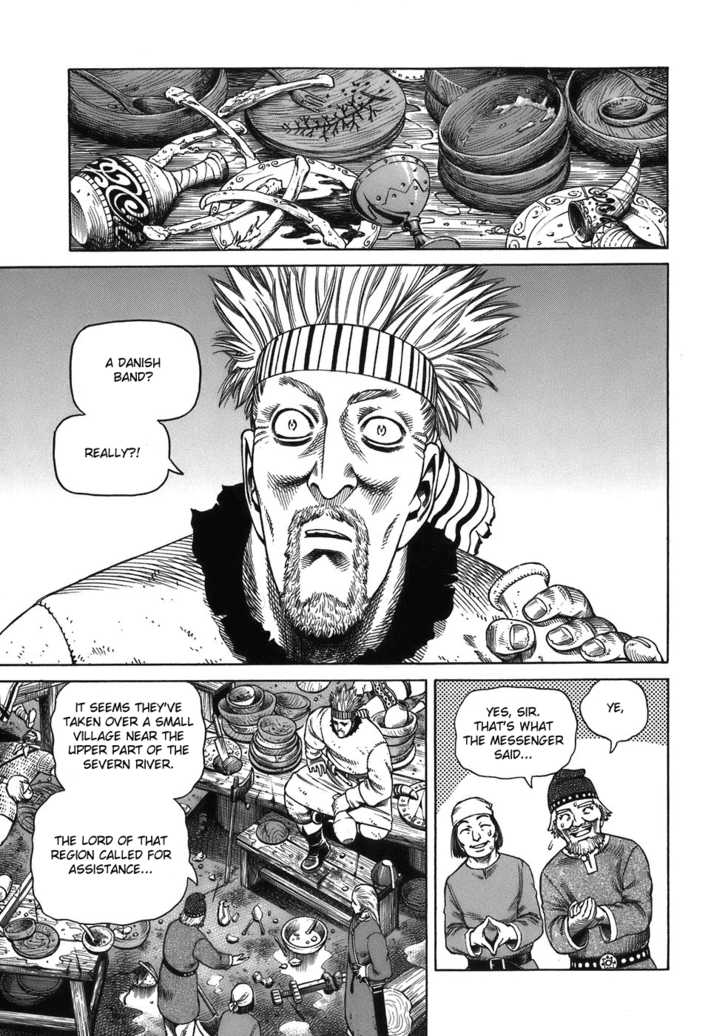 A DANISH
BAND?
REALLY?!
YE,
YES, SIR.
THAT'S WHAT
THE MESSENGER
SAID...
IT SEEMS THEY'VE
TAKEN OVER A SMALL
VILLAGE NEAR THE
UPPER PART OF THE
SEVERN RIVER.
THE LORD OF THAT
REGION CALLED FOR
ASSISTANCE...